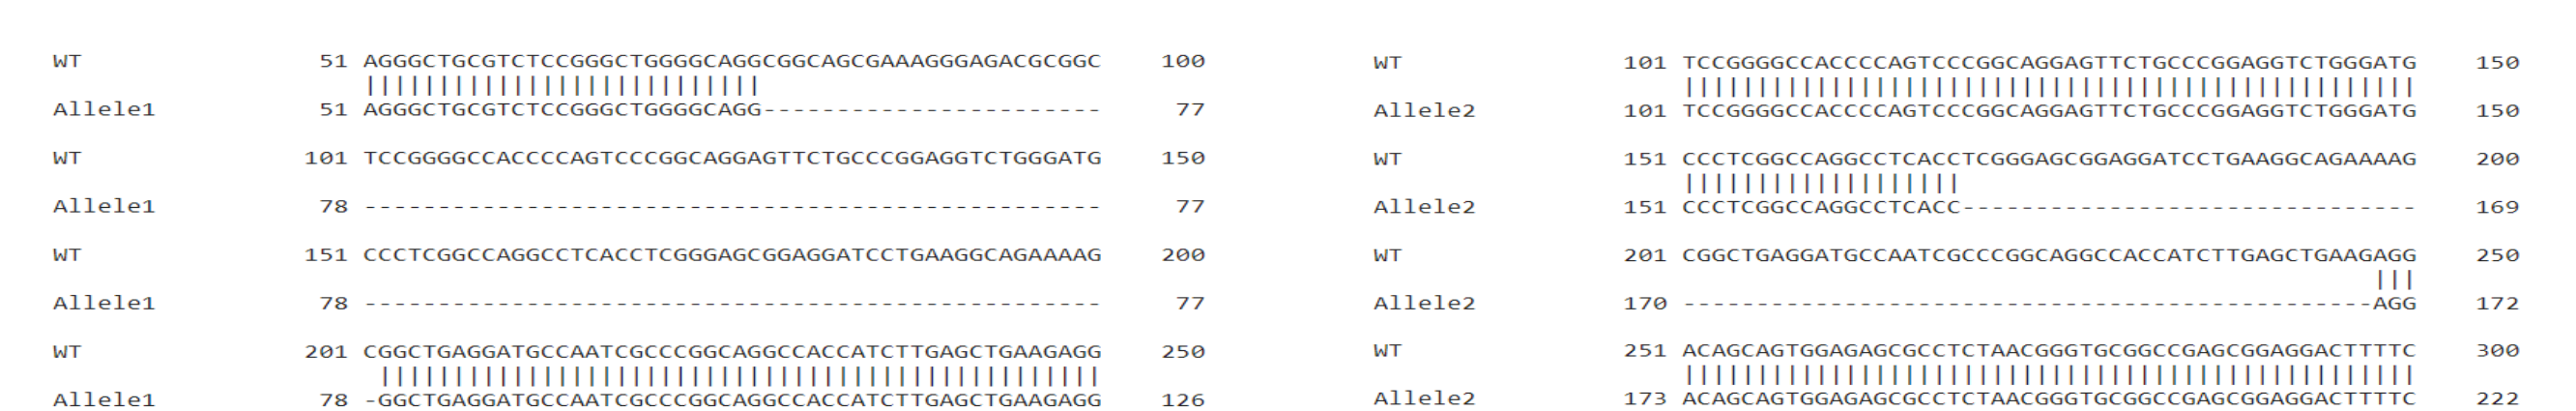 WT 51 AGGGCTGCGTCTCCGGGCTGGGGCAGGCGGCAGCGAAAGGGAGACGCGGC 100
|||||||||||||||||||||||||||
Allele1 51 AGGGCTGCGTCTCCGGGCTGGGGCAGG----------------------- 77
WT 101 TCCGGGGCCACCCCAGTCCCGGCAGGAGTTCTGCCCGGAGGTCTGGGATG 150
Allele1 78 -------------------------------------------------- 77
WT 151 CCCTCGGCCAGGCCTCACCTCGGGAGCGGAGGATCCTGAAGGCAGAAAAG 200
Allele1 78 -------------------------------------------------- 77
WT 201 CGGCTGAGGATGCCAATCGCCCGGCAGGCCACCATCTTGAGCTGAAGAGG 250
|||||||||||||||||||||||||||||||||||||||||||||||||
Allele1 78 -GGCTGAGGATGCCAATCGCCCGGCAGGCCACCATCTTGAGCTGAAGAGG 126
WT 101 TCCGGGGCCACCCCAGTCCCGGCAGGAGTTCTGCCCGGAGGTCTGGGATG 150
||||||||||||||||||||||||||||||||||||||||||||||||||
Allele2 101 TCCGGGGCCACCCCAGTCCCGGCAGGAGTTCTGCCCGGAGGTCTGGGATG 150
WT 151 CCCTCGGCCAGGCCTCACCTCGGGAGCGGAGGATCCTGAAGGCAGAAAAG 200
|||||||||||||||||||
Allele2 151 CCCTCGGCCAGGCCTCACC------------------------------- 169
WT 201 CGGCTGAGGATGCCAATCGCCCGGCAGGCCACCATCTTGAGCTGAAGAGG 250
|||
Allele2 170 -----------------------------------------------AGG 172
WT 251 ACAGCAGTGGAGAGCGCCTCTAACGGGTGCGGCCGAGCGGAGGACTTTTC 300
||||||||||||||||||||||||||||||||||||||||||||||||||
Allele2 173 ACAGCAGTGGAGAGCGCCTCTAACGGGTGCGGCCGAGCGGAGGACTTTTC 222